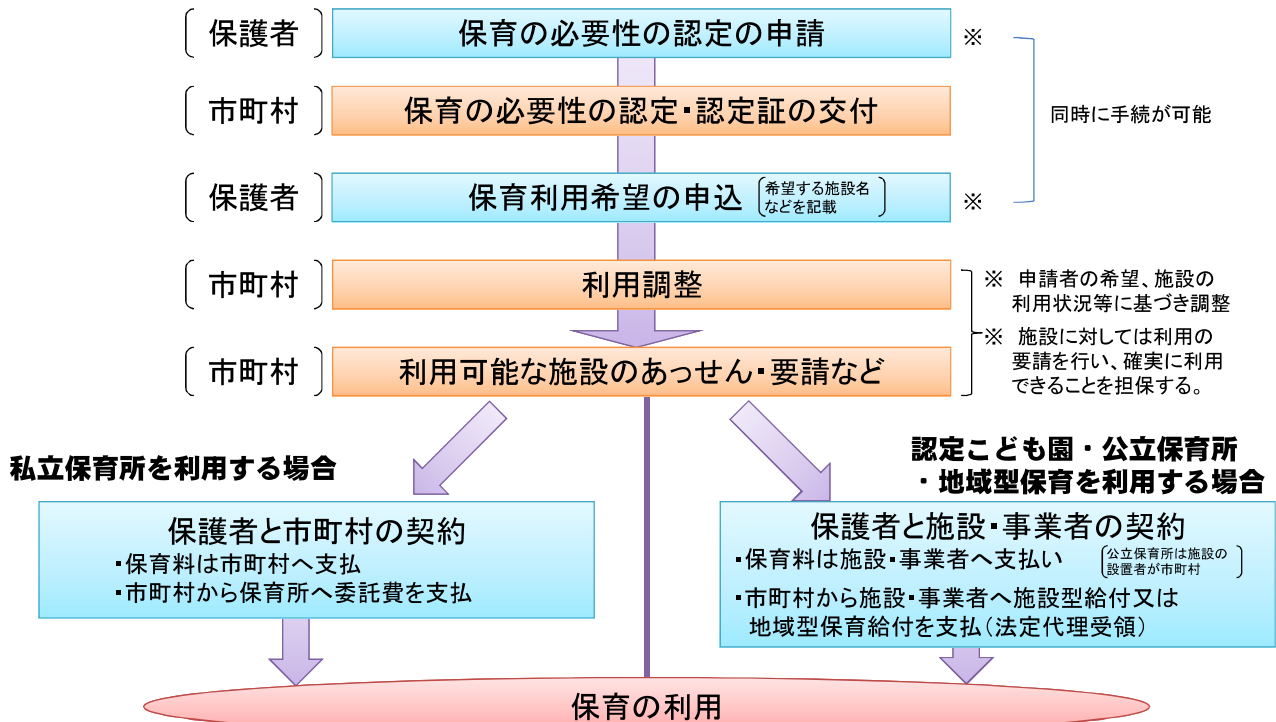 保護者 保育の必要性の認定の申請 ※
市町村 保育の必要性の認定・認定証の交付
同時に手続が可能
保護者 保育利用希望の申込 希望する施設名
などを記載 ※
市町村 利用調整
※ 申請者の希望、施設の
利用状況等に基づき調整
市町村 利用可能な施設のあっせん・要請など
※ 施設に対しては利用の
要請を行い、確実に利用
できることを担保する。
私立保育所を利用する場合
保護者と市町村の契約
・保育料は市町村へ支払
・市町村から保育所へ委託費を支払
認定こども園・公立保育所
・地域型保育を利用する場合
保護者と施設・事業者の契約
・保育料は施設・事業者へ支払い 公立保育所は施設の
設置者が市町村
・市町村から施設・事業者へ施設型給付又は
地域型保育給付を支払(法定代理受領)
保育の利用